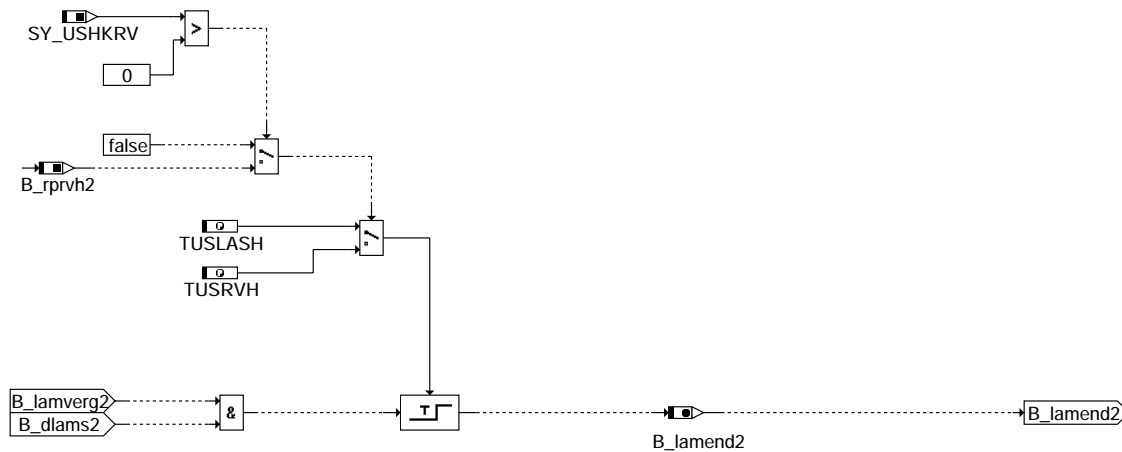 SY_USHKRV
>
0
false
B_rprvh2
TUSLASH
TUSRVH
B_lamverg2
B_dlams2
&
T
B_lamend2
B_lamend2